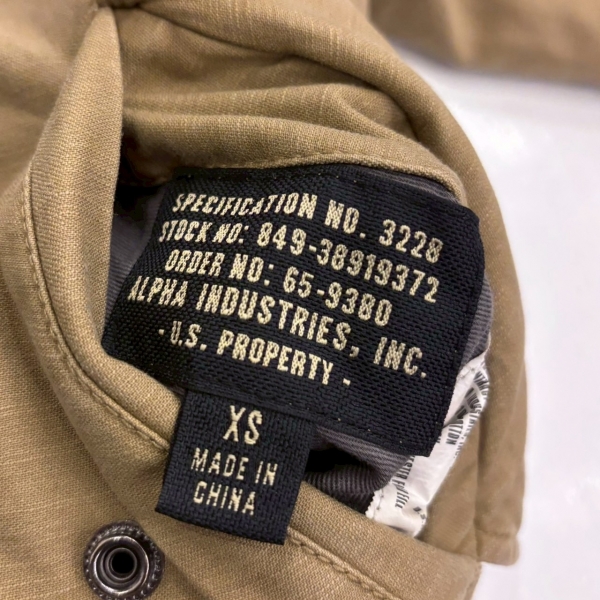 SPECIFICATION NO. 3228
STOCK NO: 849-38919372
ORDER NO: 65-9380
ALPHA INDUSTRIES, INC.
- U.S. PROPERTY -
XS
MADE IN
CHINA